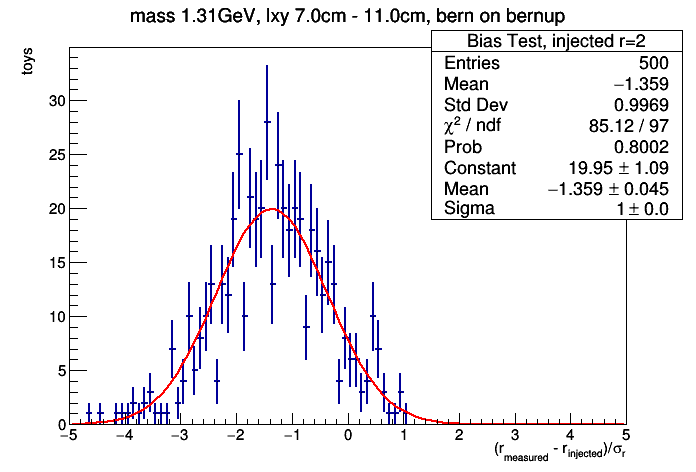 mass 1.31GeV, lxy 7.0cm - 11.0cm, bern on bernup
Bias Test, injected r=2
Entries 500
Mean −1.359
Std Dev 0.9969
χ² / ndf 85.12 / 97
Prob 0.8002
Constant 19.95 ± 1.09
Mean −1.359 ± 0.045
Sigma 1 ± 0.0
toys
30
25
20
15
10
5
0
−5 −4 −3 −2 −1 0 1 2 3 4 5
(r_measured - r_injected)/σ_r